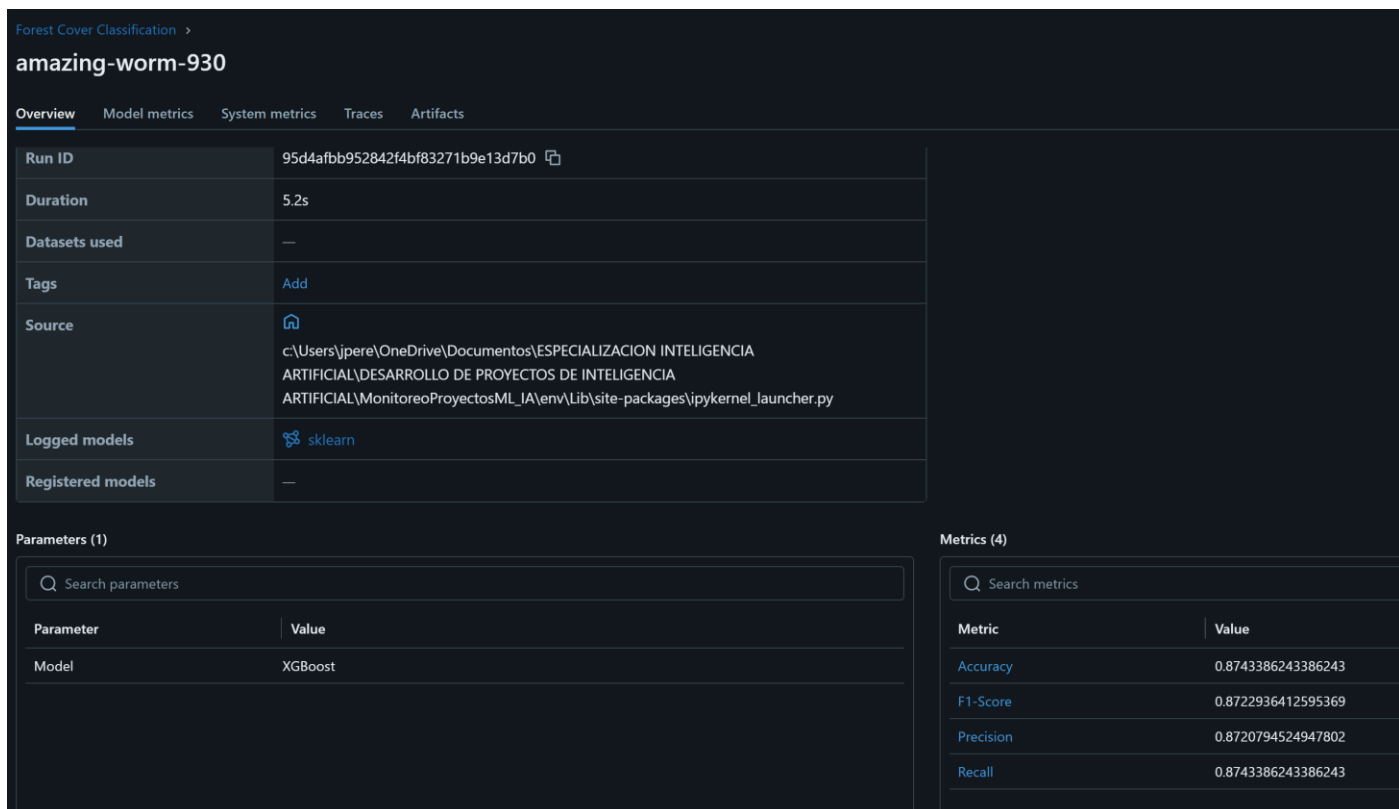 Forest Cover Classification ›
amazing-worm-930
Overview Model metrics System metrics Traces Artifacts
Run ID 95d4afbb952842f4bf83271b9e13d7b0
Duration 5.2s
Datasets used —
Tags Add
Source
c:\Users\jpere\OneDrive\Documentos\ESPECIALIZACION INTELIGENCIA
ARTIFICIAL\DESARROLLO DE PROYECTOS DE INTELIGENCIA
ARTIFICIAL\MonitoreoProyectosML_IA\env\Lib\site-packages\ipykernel_launcher.py
Logged models sklearn
Registered models —
Parameters (1)
Search parameters
Parameter Value
Model XGBoost
Metrics (4)
Search metrics
Metric Value
Accuracy 0.8743386243386243
F1-Score 0.8722936412595369
Precision 0.8720794524947802
Recall 0.8743386243386243